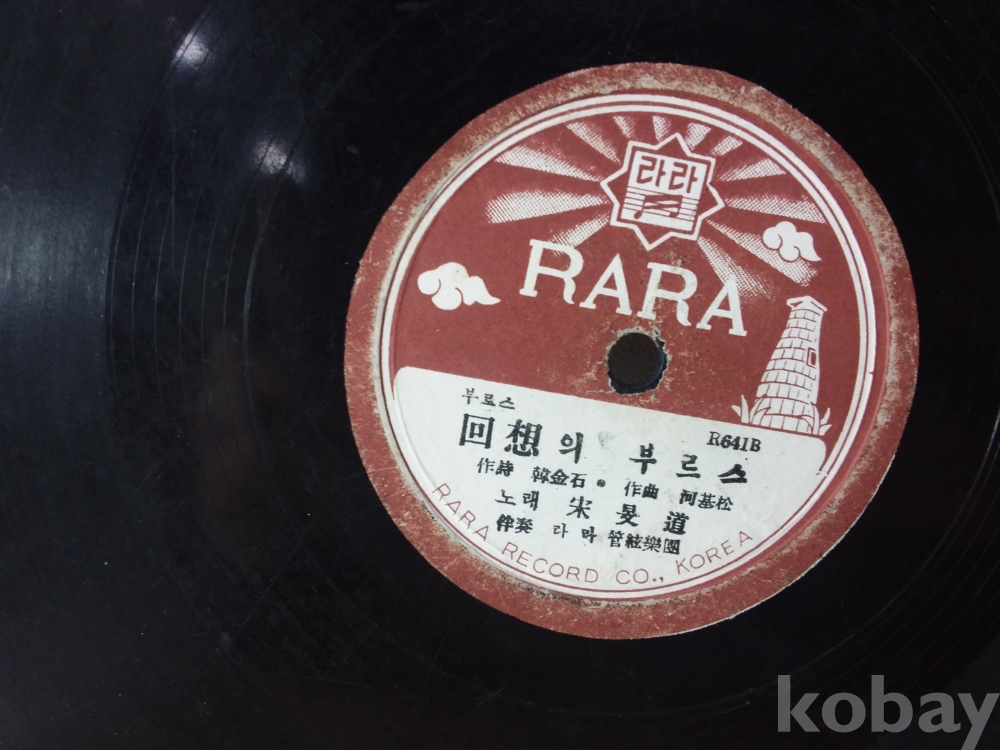 라라
RARA
부르스
R641B
回想의 부르스
作詩 韓金石。作曲 河基松
노래 宋旻道
伴奏 라라 管絃樂團
RARA RECORD CO., KOREA
kobay